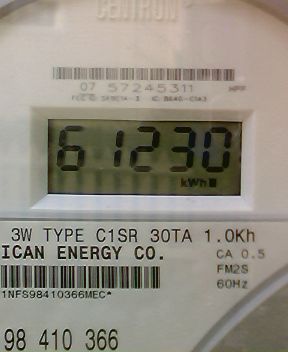 CENTRON
07 57245311
61230
kWh
3W TYPE C1SR 30TA 1.0Kh
ICAN ENERGY CO.
CA 0.5
FM2S
60Hz
1NFS98410366MEC*
98 410 366